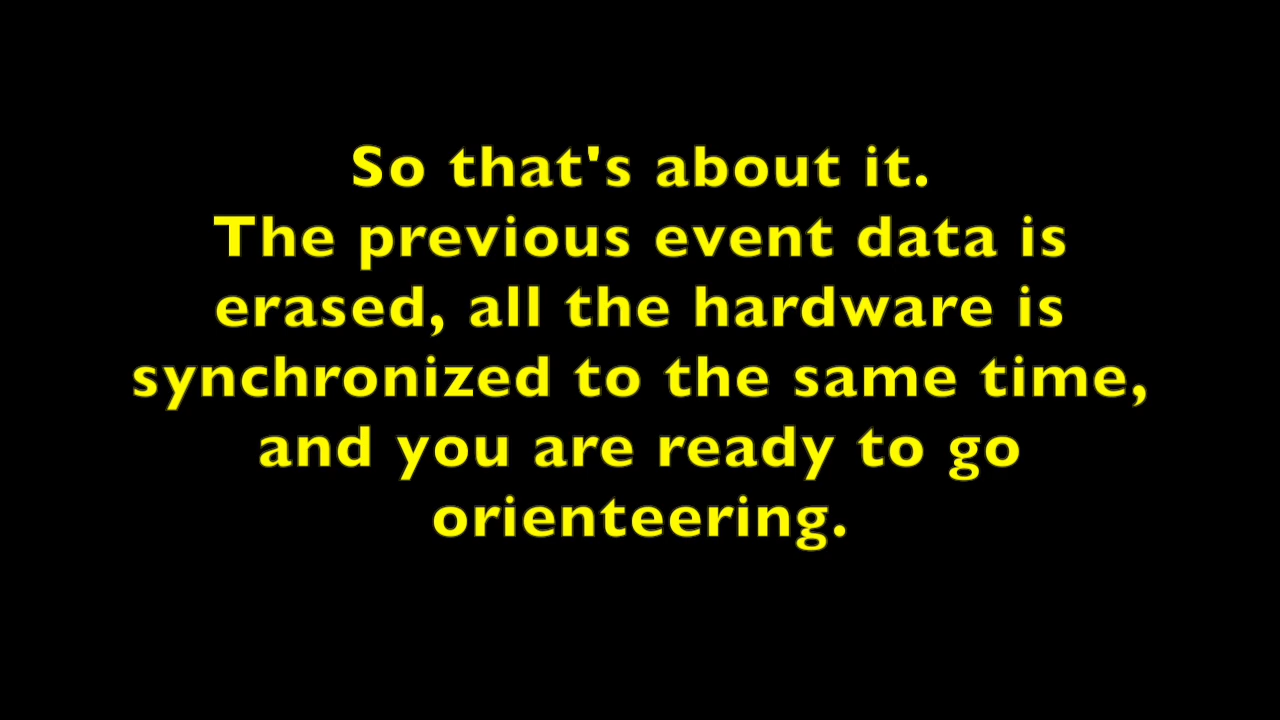 So that's about it.
The previous event data is
erased, all the hardware is
synchronized to the same time,
and you are ready to go
orienteering.